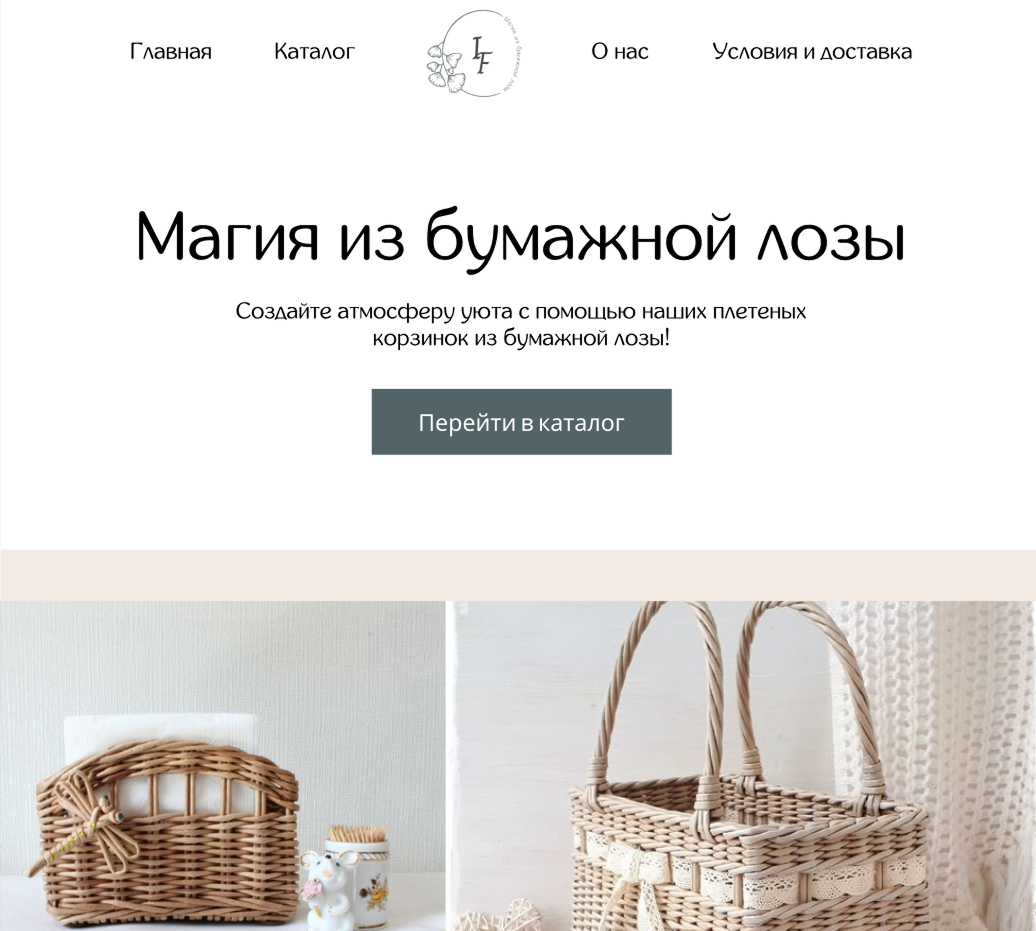 Главная
Каталог
Магия из бумажной лозы
LF
О нас
Условия и доставка
Магия из бумажной лозы
Создайте атмосферу уюта с помощью наших плетеных
корзинок из бумажной лозы!
Перейти в каталог